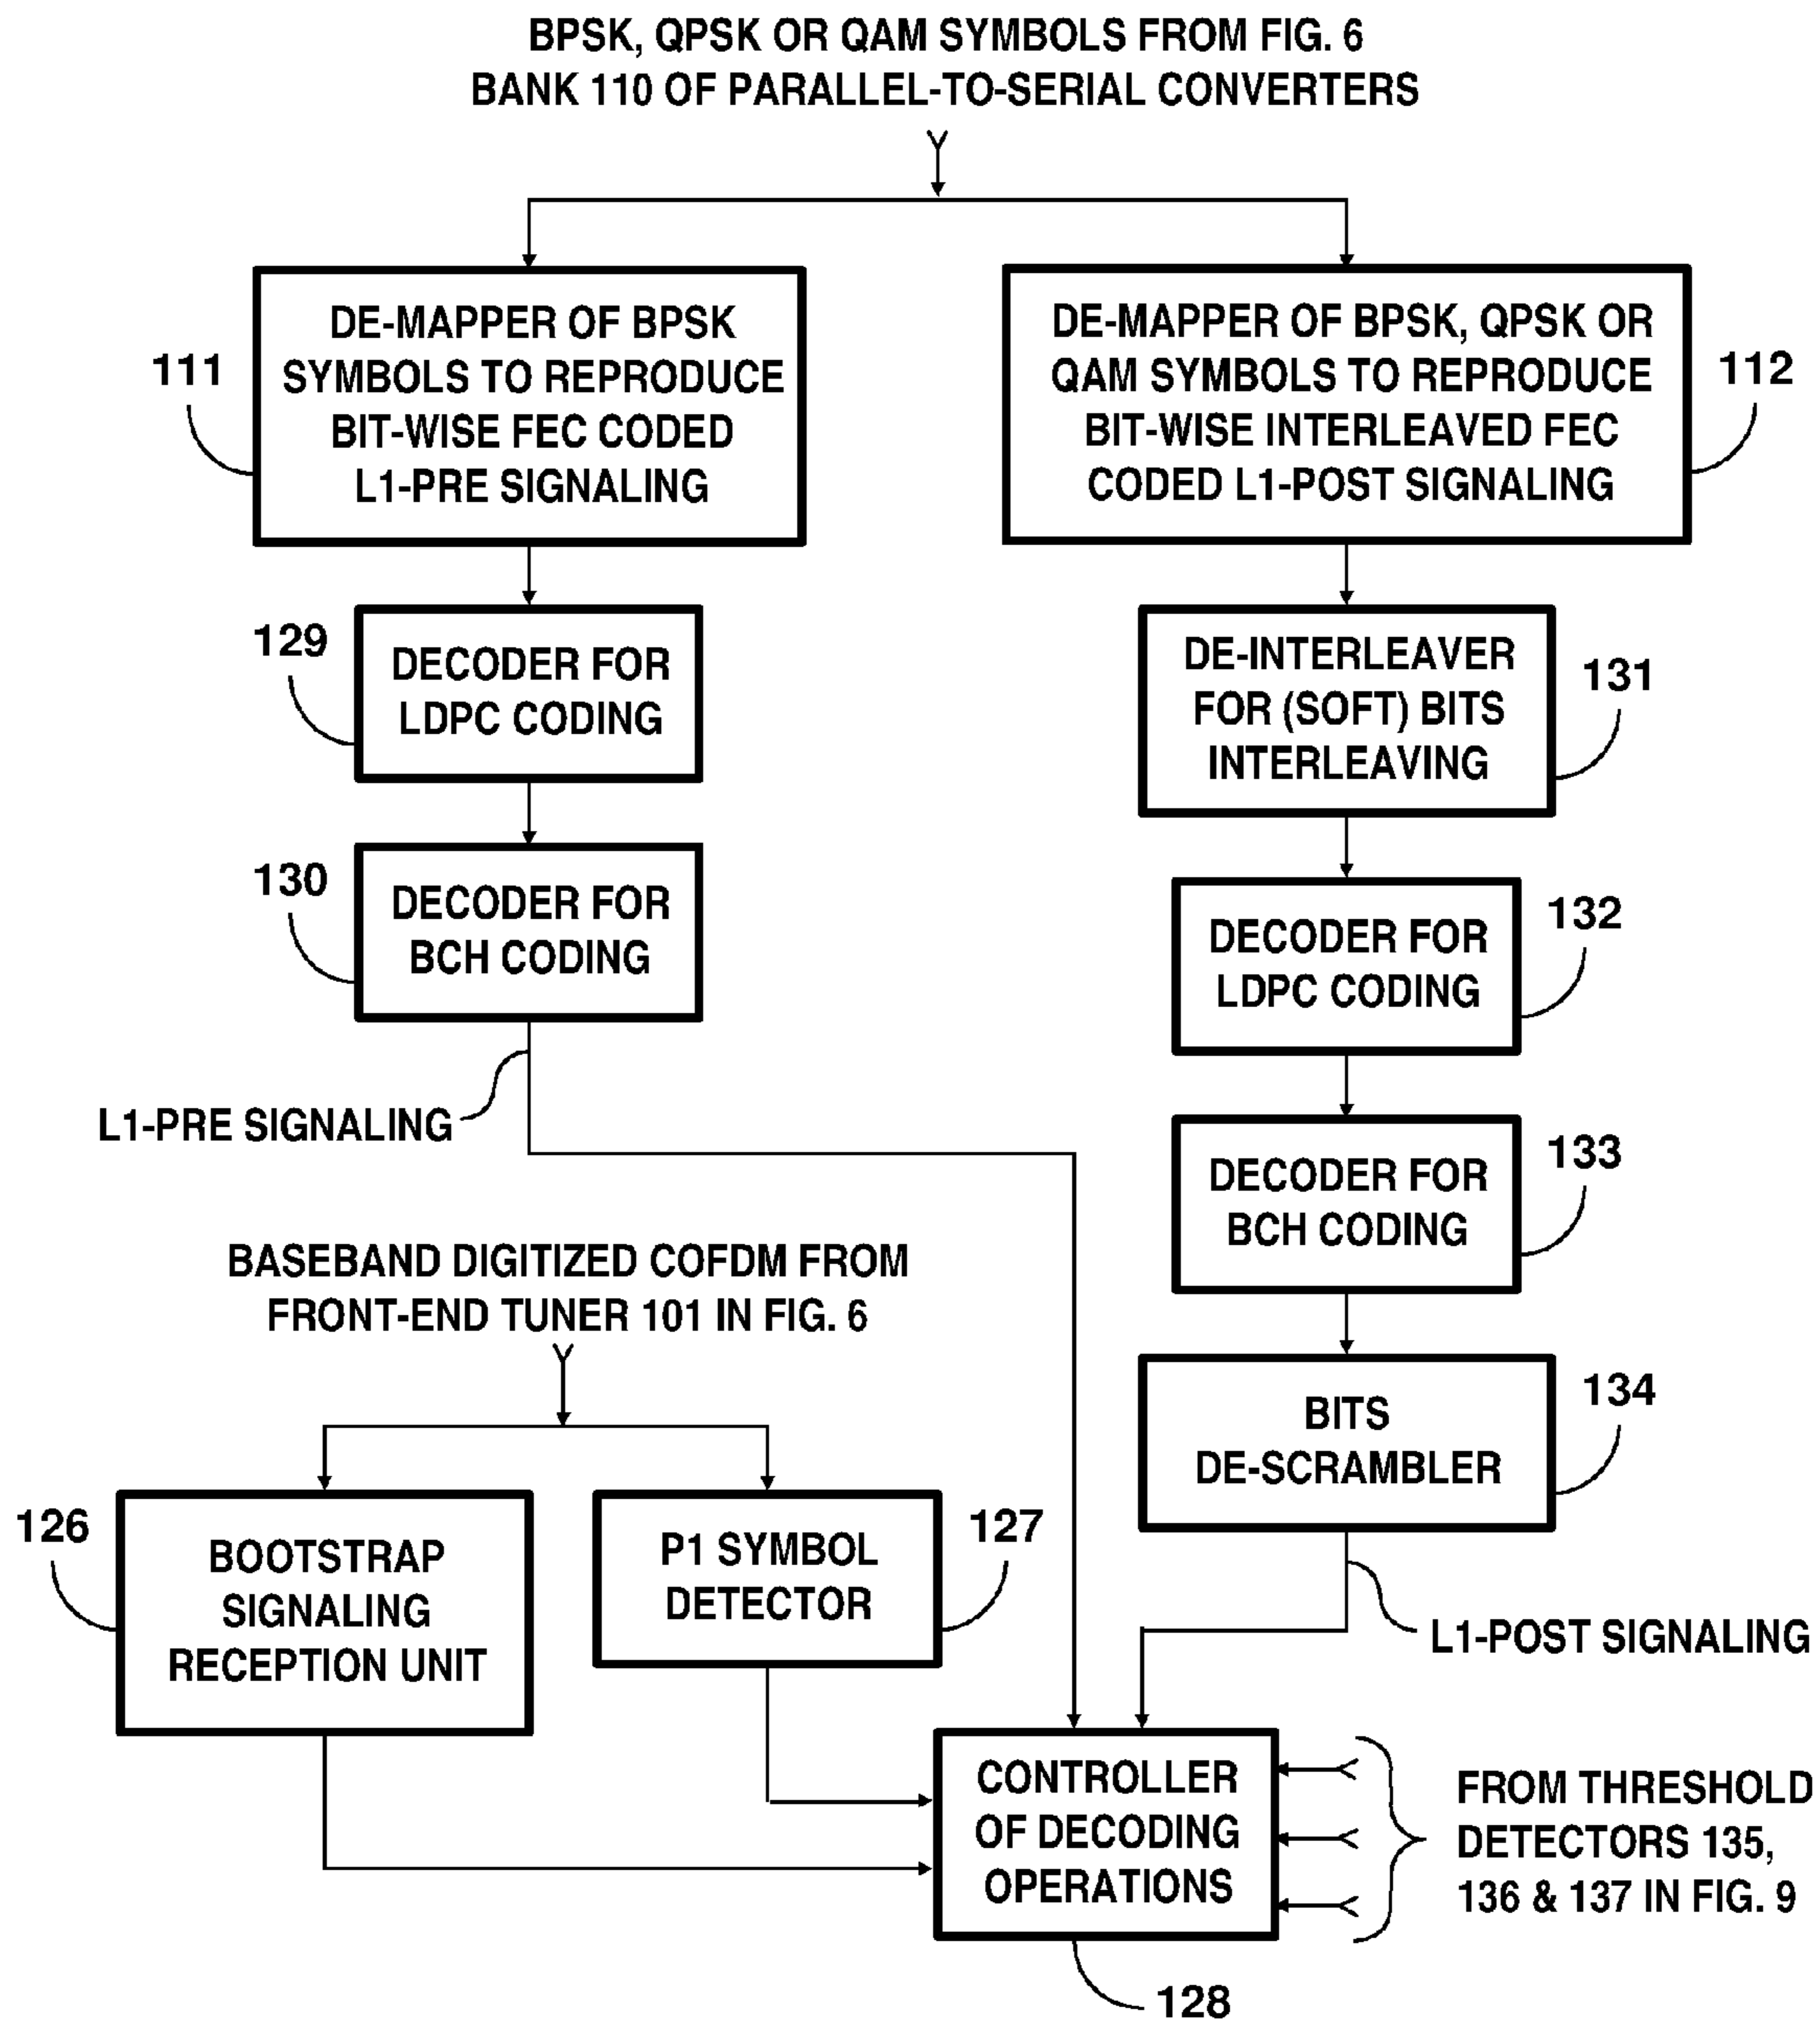 BPSK, QPSK OR QAM SYMBOLS FROM FIG. 6
BANK 110 OF PARALLEL-TO-SERIAL CONVERTERS
111
DE-MAPPER OF BPSK
SYMBOLS TO REPRODUCE
BIT-WISE FEC CODED
L1-PRE SIGNALING
DE-MAPPER OF BPSK, QPSK OR
QAM SYMBOLS TO REPRODUCE
BIT-WISE INTERLEAVED FEC
CODED L1-POST SIGNALING
112
129
DECODER FOR
LDPC CODING
DE-INTERLEAVER
FOR (SOFT) BITS
INTERLEAVING
131
130
DECODER FOR
BCH CODING
DECODER FOR
LDPC CODING
132
L1-PRE SIGNALING
DECODER FOR
BCH CODING
133
BASEBAND DIGITIZED COFDM FROM
FRONT-END TUNER 101 IN FIG. 6
BITS
DE-SCRAMBLER
134
126
BOOTSTRAP
SIGNALING
RECEPTION UNIT
P1 SYMBOL
DETECTOR
127
L1-POST SIGNALING
CONTROLLER
OF DECODING
OPERATIONS
FROM THRESHOLD
DETECTORS 135,
136 & 137 IN FIG. 9
128